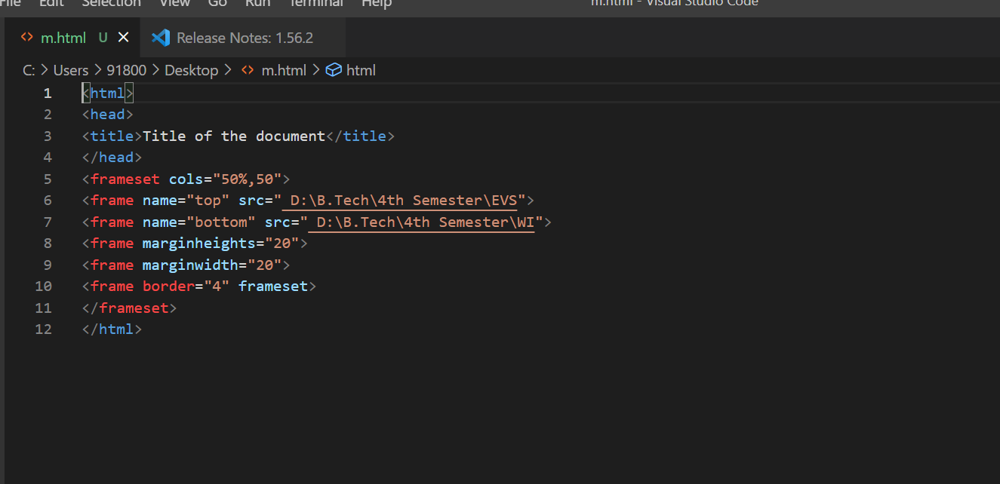 File Edit Selection View Go Run Terminal Help m.html - Visual Studio Code
m.html U Release Notes: 1.56.2
C: > Users > 91800 > Desktop > <> m.html > html
1 <html>
2 <head>
3 <title>Title of the document</title>
4 </head>
5 <frameset cols="50%,50">
6 <frame name="top" src=" D:\B.Tech\4th Semester\EVS">
7 <frame name="bottom" src=" D:\B.Tech\4th Semester\WI">
8 <frame marginheights="20">
9 <frame marginwidth="20">
10 <frame border="4" frameset>
11 </frameset>
12 </html>